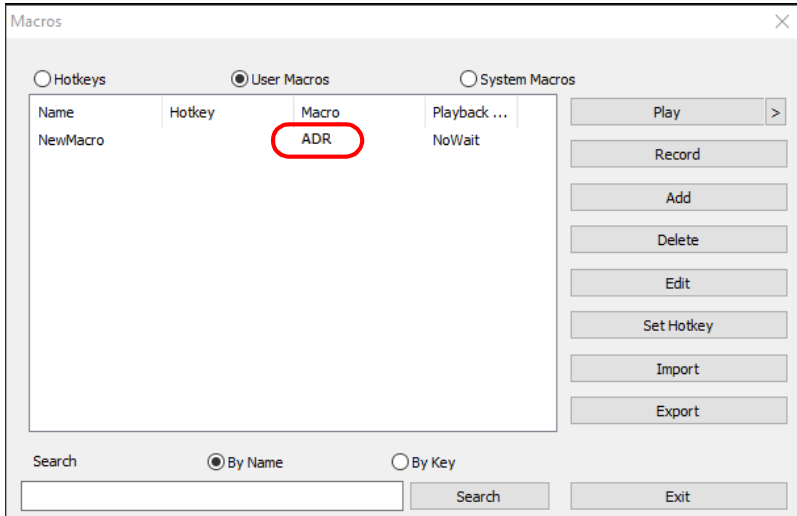 Macros
Hotkeys User Macros System Macros
Name Hotkey Macro Playback ...
NewMacro ADR NoWait
Play >
Record
Add
Delete
Edit
Set Hotkey
Import
Export
Search By Name By Key
Search Exit